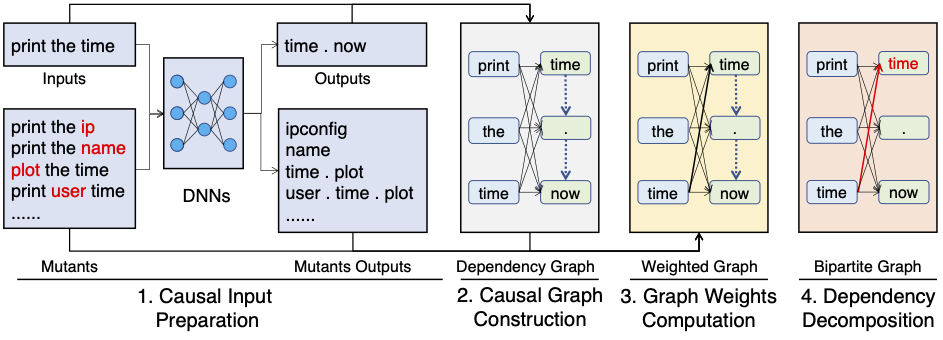 print the time
Inputs
print the ip
print the name
plot the time
print user time
......
Mutants
DNNs
time . now
Outputs
ipconfig
name
time . plot
user . time . plot
......
Mutants Outputs
1. Causal Input
Preparation
print
time
the
.
time
now
Dependency Graph
2. Causal Graph
Construction
print
time
the
.
time
now
Weighted Graph
3. Graph Weights
Computation
print
time
the
.
time
now
Bipartite Graph
4. Dependency
Decomposition